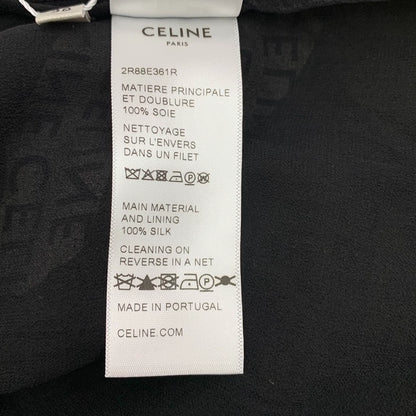 CELINE
PARIS
2R88E361R
MATIERE PRINCIPALE
ET DOUBLURE
100% SOIE
NETTOYAGE
SUR L'ENVERS
DANS UN FILET
MAIN MATERIAL
AND LINING
100% SILK
CLEANING ON
REVERSE IN A NET
MADE IN PORTUGAL
CELINE.COM